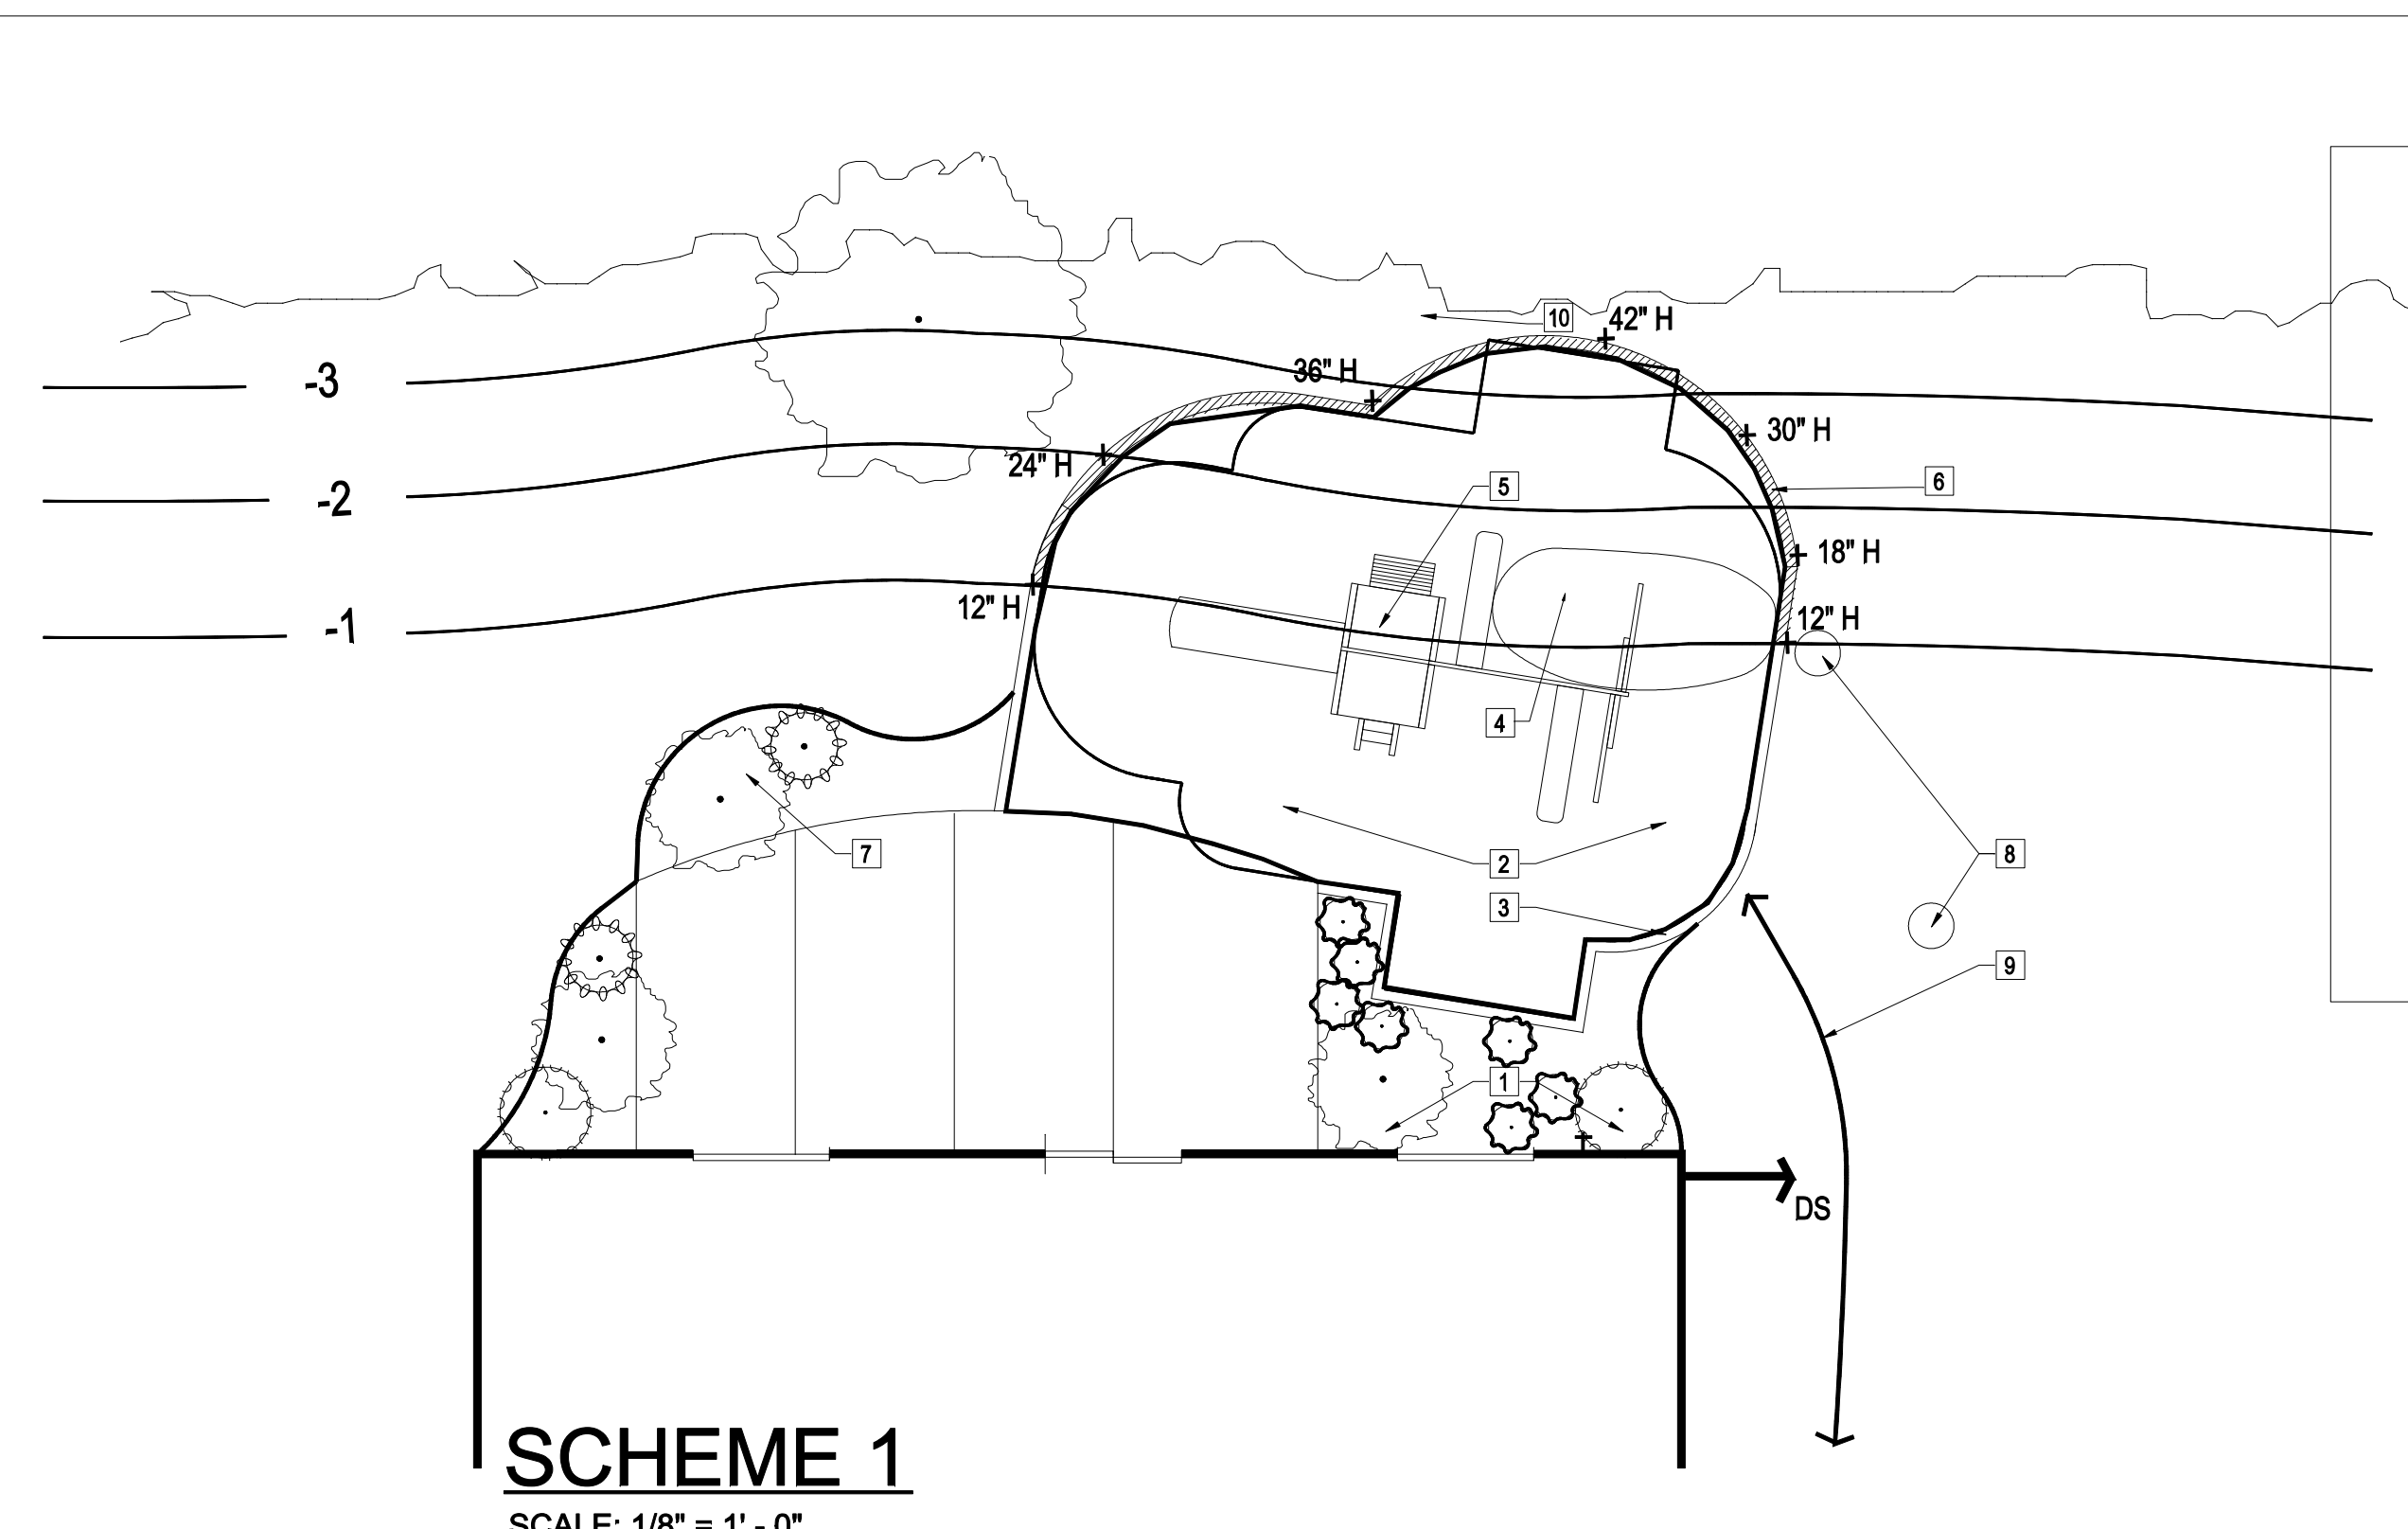 10
42" H
36" H
-3
30" H
24" H
6
5
-2
18" H
12" H
12" H
-1
4
7
2
8
3
9
1
DS
SCHEME 1
SCALE: 1/8" = 1' - 0"